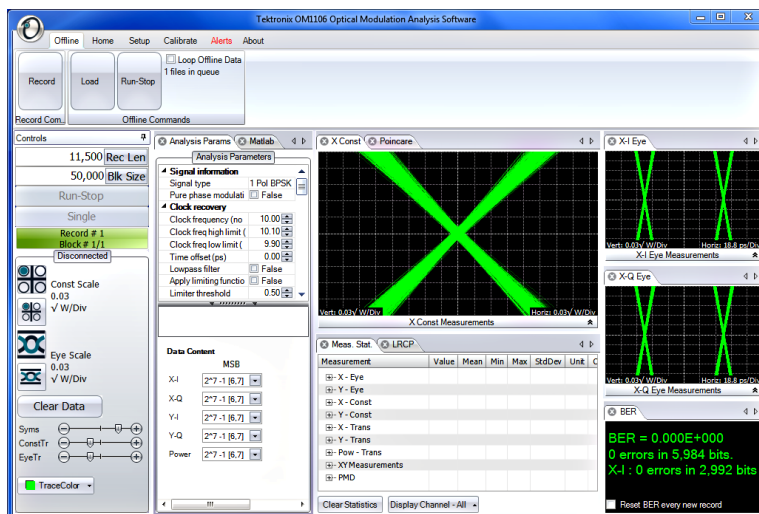 Tektronix OM1106 Optical Modulation Analysis Software
Offline Home Setup Calibrate Alerts About
Record Load Run-Stop
Loop Offline Data
1 files in queue
Record Com... Offline Commands
Controls
11,500 Rec Len
50,000 Blk Size
Run-Stop
Single
Record # 1
Block # 1/1
Disconnected
Const Scale
0.03
√ W/Div
Eye Scale
0.03
√ W/Div
Clear Data
Syms
ConstTr
EyeTr
TraceColor
Analysis Params Matlab
Analysis Parameters
Signal information
Signal type 1 Pol BPSK
Pure phase modulati False
Clock recovery
Clock frequency (no 10.00
Clock freq high limit ( 10.10
Clock freq low limit ( 9.90
Time offset (ps) 0.00
Lowpass filter False
Apply limiting functio False
Limiter threshold 0.50
Data Content
MSB
X-I 2^7 -1 [6,7]
X-Q 2^7 -1 [6,7]
Y-I 2^7 -1 [6,7]
Y-Q 2^7 -1 [6,7]
Power 2^7 -1 [6,7]
X Const Poincare
Vert: 0.03√ W/Div Horiz: 0.03√ W/Div
X Const Measurements
Meas. Stat. LRCP
Measurement Value Mean Min Max StdDev Unit C
X - Eye
Y - Eye
X - Const
Y - Const
X - Trans
Y - Trans
Pow - Trans
XY Measurements
PMD
Clear Statistics Display Channel - All
X-I Eye
Vert: 0.03√ W/Div Horiz: 18.8 ps/Div
X-I Eye Measurements
X-Q Eye
Vert: 0.03√ W/Div Horiz: 18.8 ps/Div
X-Q Eye Measurements
BER
BER = 0.000E+000
0 errors in 5,984 bits.
X-I : 0 errors in 2,992 bits
Reset BER every new record